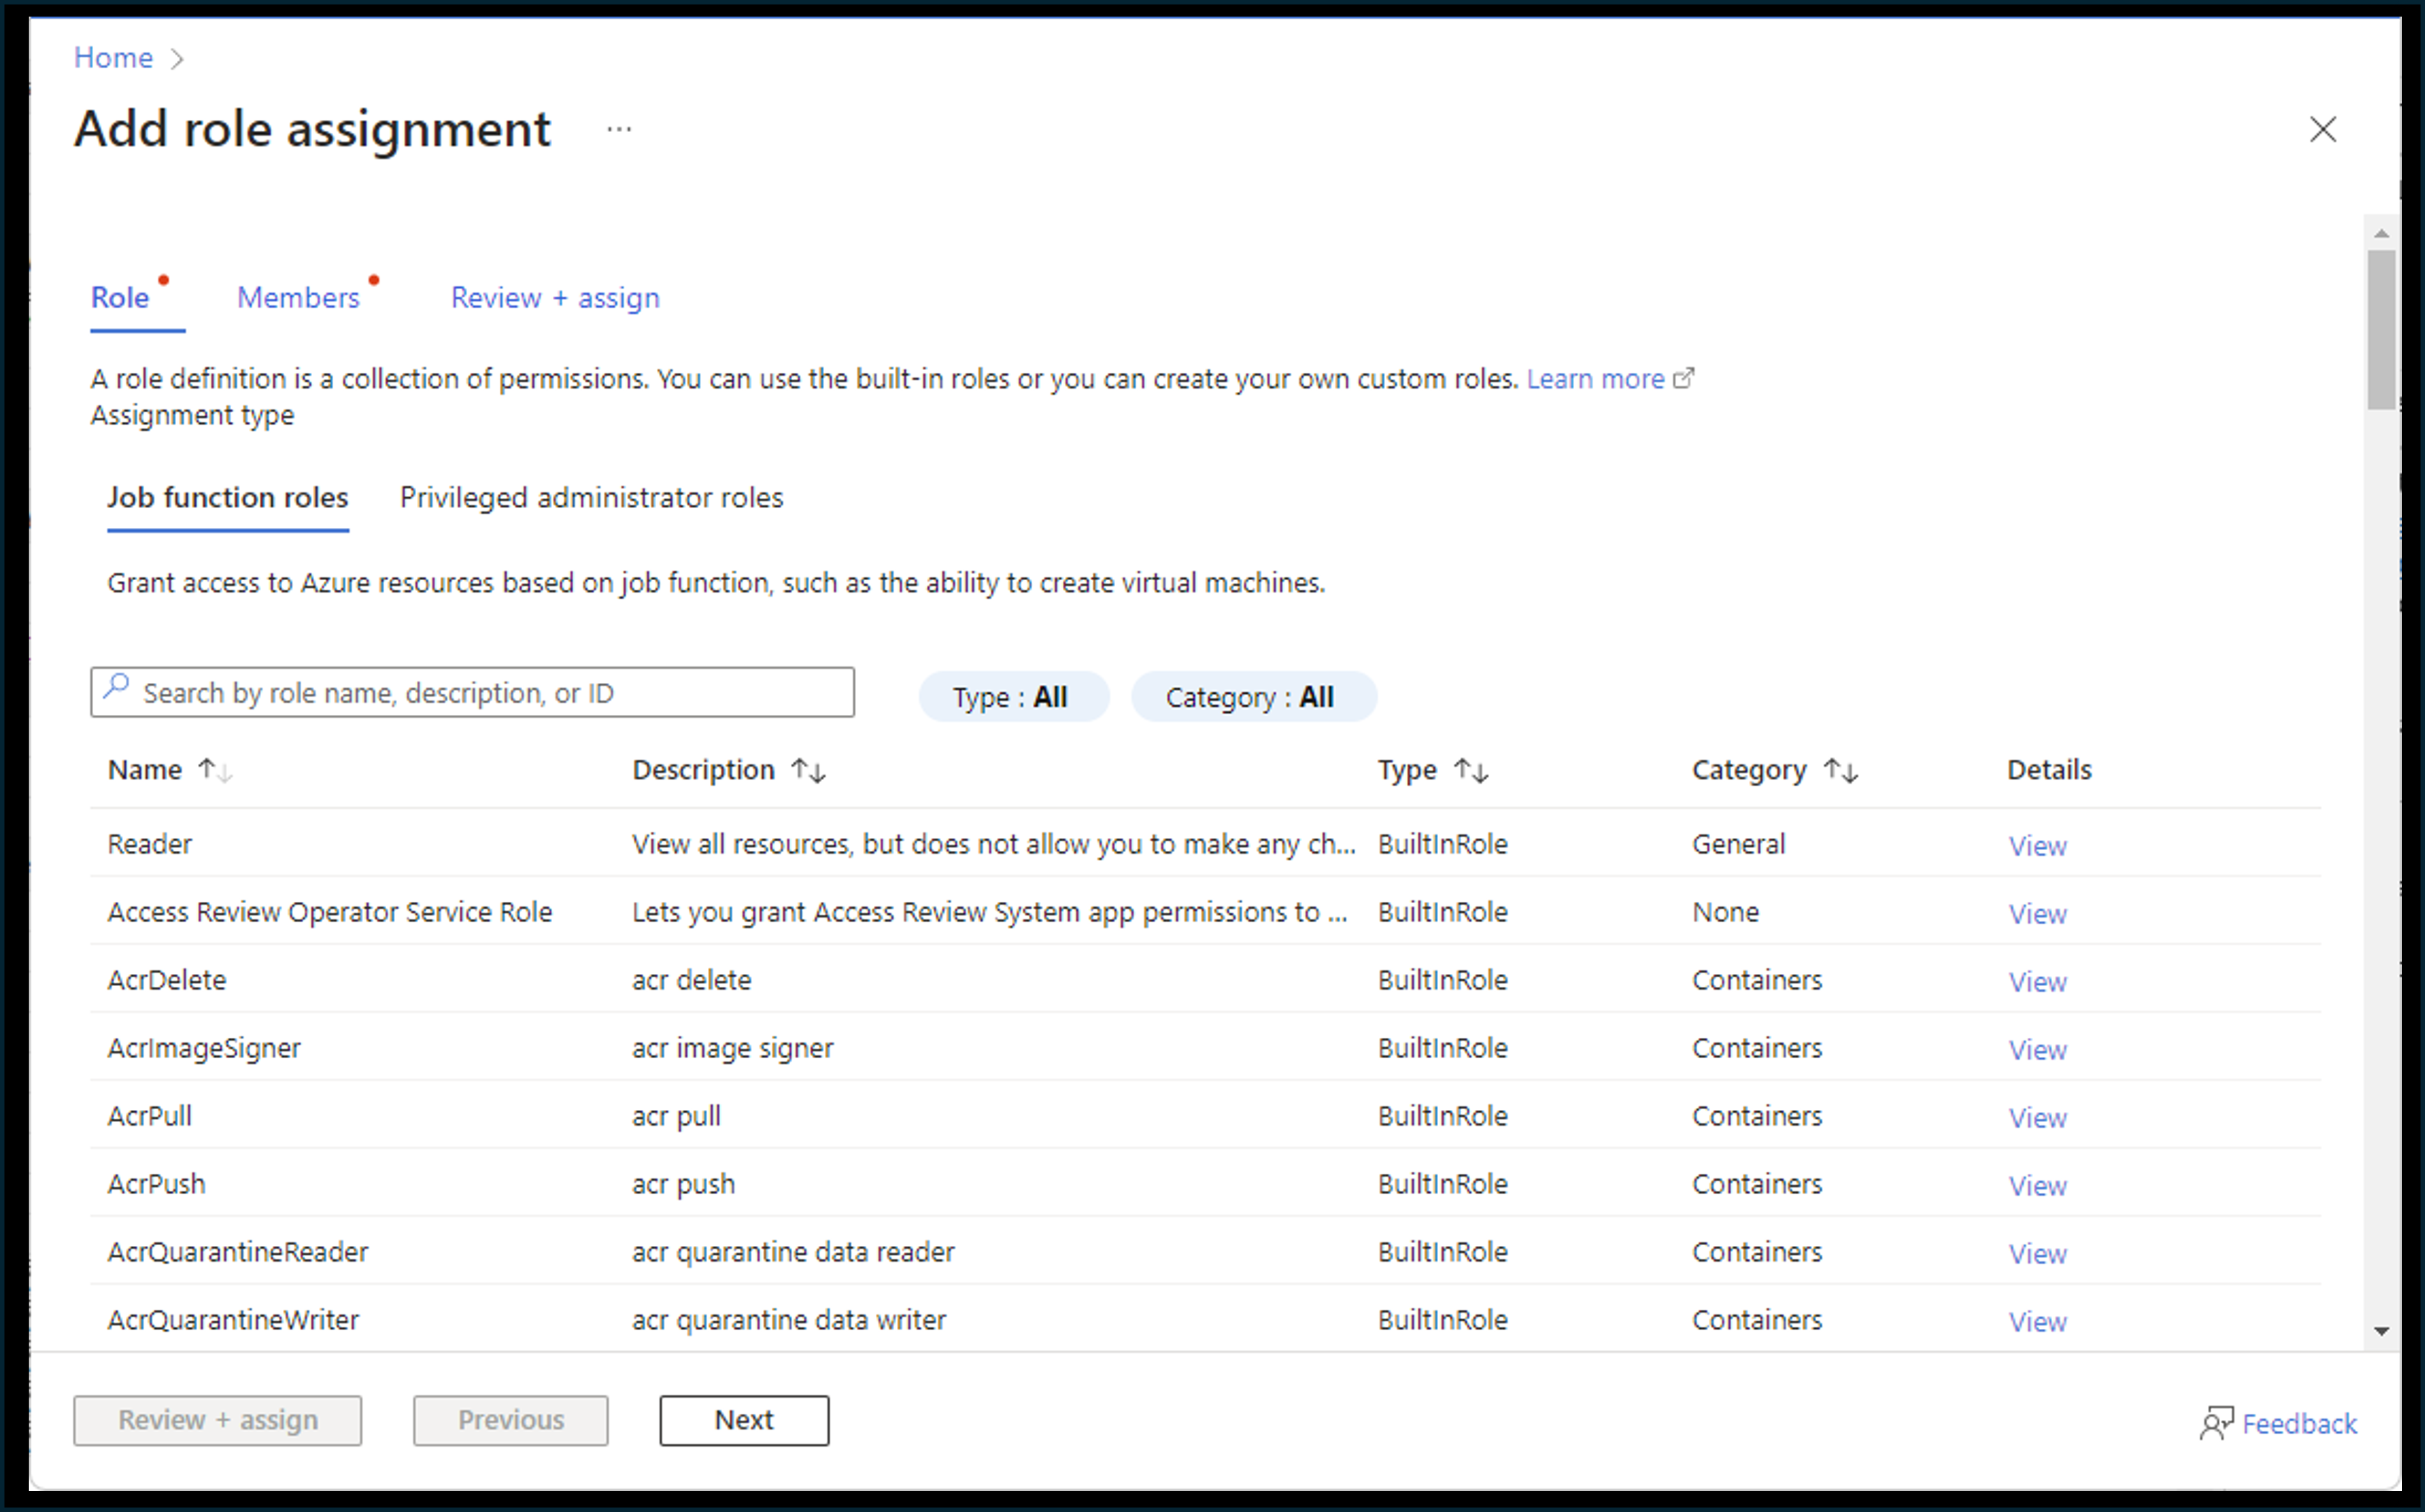 Home
Add role assignment ...
Role Members Review + assign
A role definition is a collection of permissions. You can use the built-in roles or you can create your own custom roles. Learn more
Assignment type
Job function roles Privileged administrator roles
Grant access to Azure resources based on job function, such as the ability to create virtual machines.
Search by role name, description, or ID Type : All Category : All
Name ↑↓ Description ↑↓ Type ↑↓ Category ↑↓ Details
Reader View all resources, but does not allow you to make any ch... BuiltInRole General View
Access Review Operator Service Role Lets you grant Access Review System app permissions to ... BuiltInRole None View
AcrDelete acr delete BuiltInRole Containers View
AcrImageSigner acr image signer BuiltInRole Containers View
AcrPull acr pull BuiltInRole Containers View
AcrPush acr push BuiltInRole Containers View
AcrQuarantineReader acr quarantine data reader BuiltInRole Containers View
AcrQuarantineWriter acr quarantine data writer BuiltInRole Containers View
Review + assign Previous Next Feedback